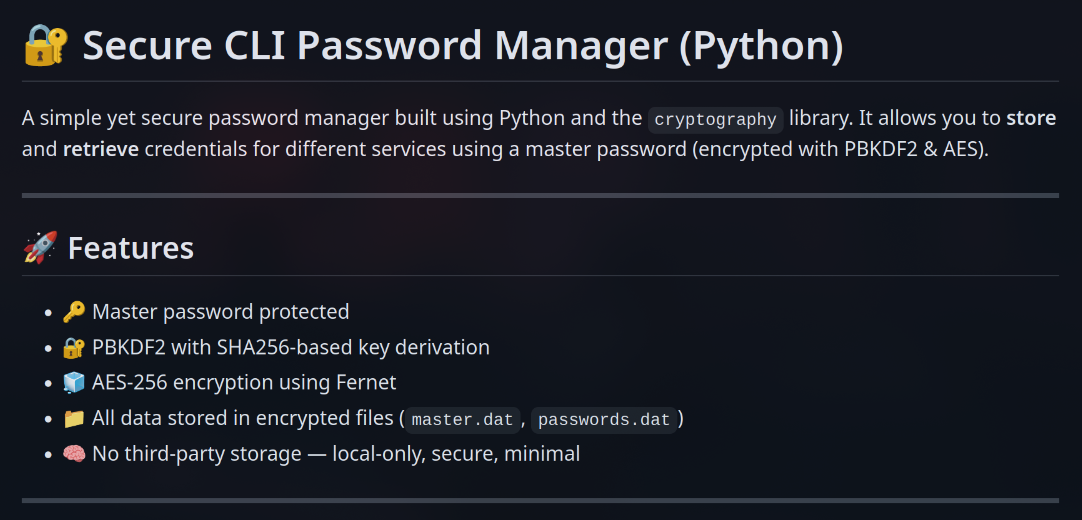 🔐 Secure CLI Password Manager (Python)
A simple yet secure password manager built using Python and the cryptography library. It allows you to store
and retrieve credentials for different services using a master password (encrypted with PBKDF2 & AES).
🚀 Features
• 🔑 Master password protected
• 🔐 PBKDF2 with SHA256-based key derivation
• 🧊 AES-256 encryption using Fernet
• 📁 All data stored in encrypted files (master.dat, passwords.dat)
• 🧠 No third-party storage — local-only, secure, minimal